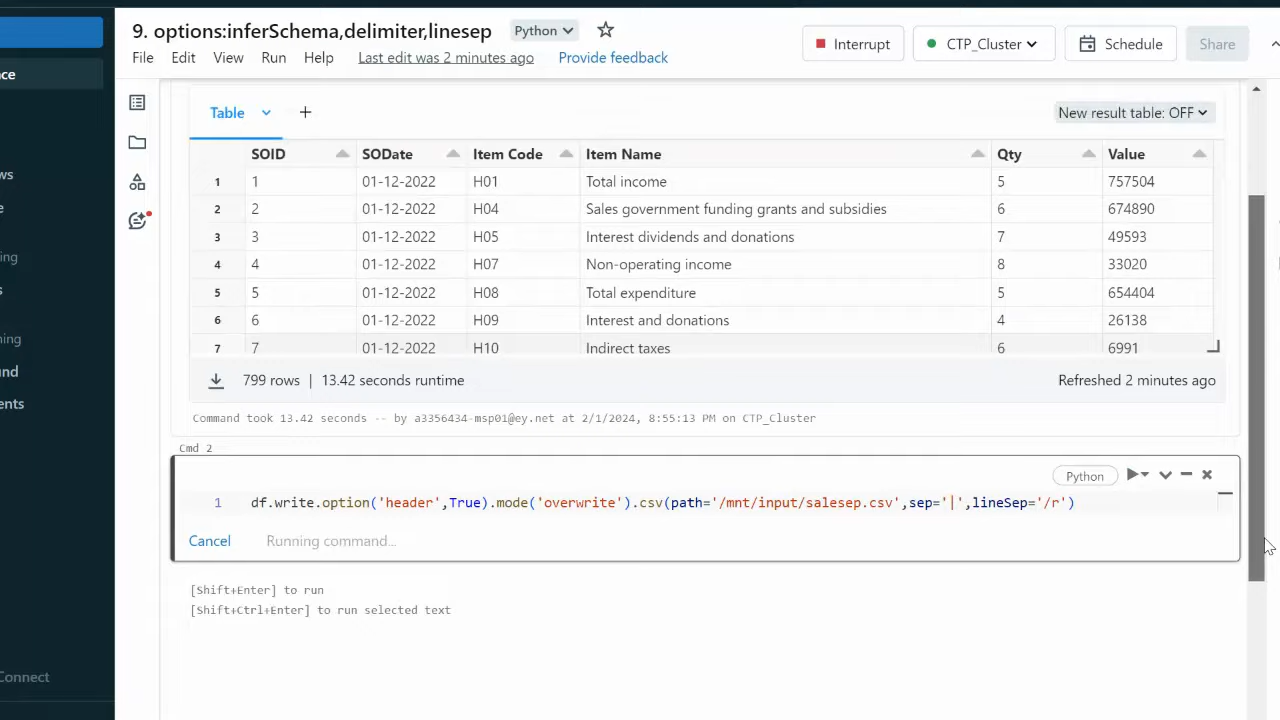 9. options:inferSchema,delimiter,linesep Python
Interrupt CTP_Cluster Schedule Share
File Edit View Run Help Last edit was 2 minutes ago Provide feedback
ce
ws
e
ing
s
ning
und
ents
Connect
Table + New result table: OFF
SOID SODate Item Code Item Name Qty Value
1 1 01-12-2022 H01 Total income 5 757504
2 2 01-12-2022 H04 Sales government funding grants and subsidies 6 674890
3 3 01-12-2022 H05 Interest dividends and donations 7 49593
4 4 01-12-2022 H07 Non-operating income 8 33020
5 5 01-12-2022 H08 Total expenditure 5 654404
6 6 01-12-2022 H09 Interest and donations 4 26138
7 7 01-12-2022 H10 Indirect taxes 6 6991
799 rows | 13.42 seconds runtime Refreshed 2 minutes ago
Command took 13.42 seconds -- by a3356434-msp01@ey.net at 2/1/2024, 8:55:13 PM on CTP_Cluster
Cmd 2
Python
1 df.write.option('header',True).mode('overwrite').csv(path='/mnt/input/salesep.csv',sep='|',lineSep='/r')
Cancel Running command...
[Shift+Enter] to run
[Shift+Ctrl+Enter] to run selected text